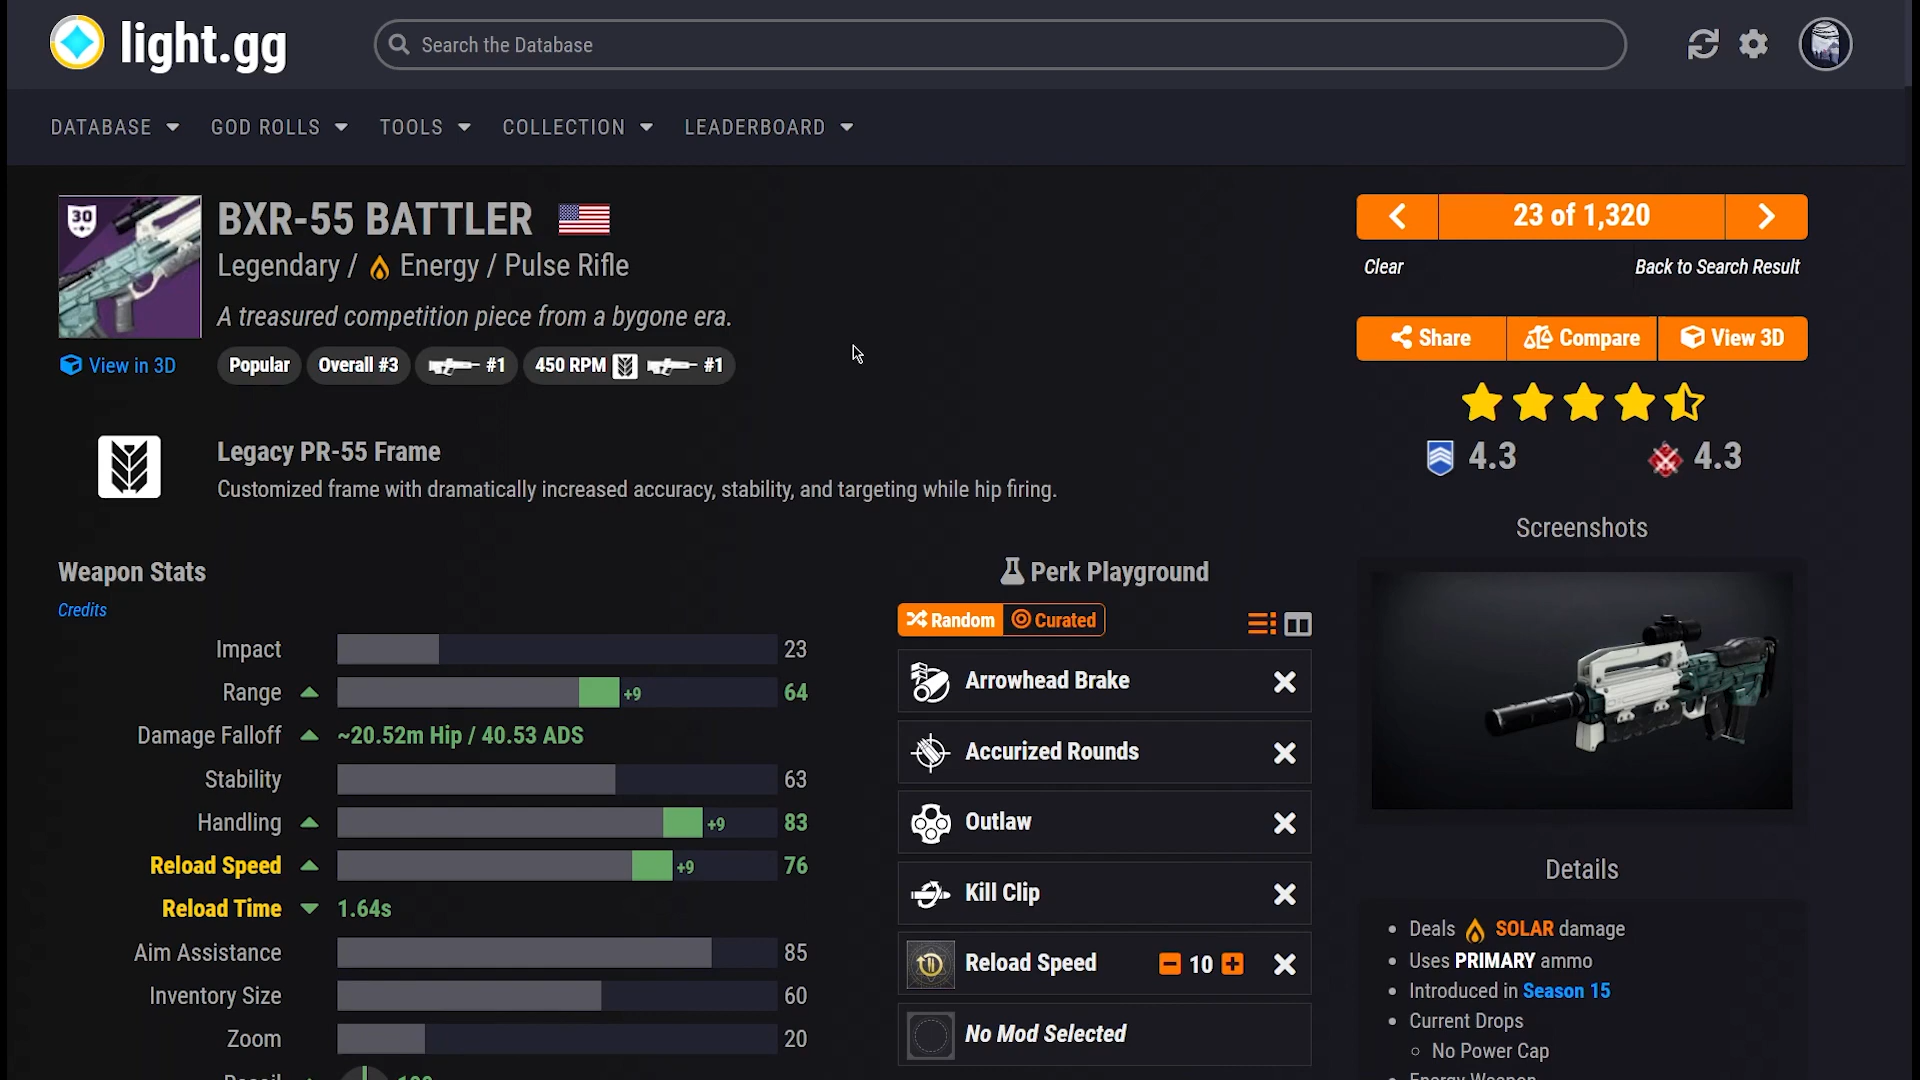 light.gg
Search the Database
DATABASE
GOD ROLLS
TOOLS
COLLECTION
LEADERBOARD
30
BXR-55 BATTLER
Legendary / Energy / Pulse Rifle
A treasured competition piece from a bygone era.
View in 3D
Popular
Overall #3
#1
450 RPM #1
23 of 1,320
Clear
Back to Search Result
Share
Compare
View 3D
4.3
4.3
Legacy PR-55 Frame
Customized frame with dramatically increased accuracy, stability, and targeting while hip firing.
Weapon Stats
Credits
Impact 23
Range +9 64
Damage Falloff ~20.52m Hip / 40.53 ADS
Stability 63
Handling +9 83
Reload Speed +9 76
Reload Time 1.64s
Aim Assistance 85
Inventory Size 60
Zoom 20
Perk Playground
Random
Curated
Arrowhead Brake
Accurized Rounds
Outlaw
Kill Clip
Reload Speed 10
No Mod Selected
Screenshots
Details
Deals SOLAR damage
Uses PRIMARY ammo
Introduced in Season 15
Current Drops
No Power Cap
Energy Weapon